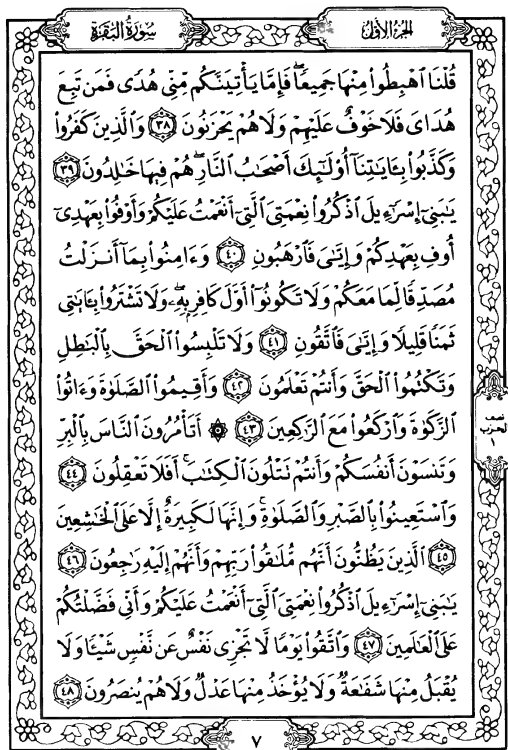 سُورَةُ البَقَرَةِ
الجزء الأول
قُلْنَا ٱهْبِطُوا۟ مِنْهَا جَمِيعًا ۖ فَإِمَّا يَأْتِيَنَّكُم مِّنِّى هُدًى فَمَن تَبِعَ
هُدَاىَ فَلَا خَوْفٌ عَلَيْهِمْ وَلَا هُمْ يَحْزَنُونَ ٣٨ وَٱلَّذِينَ كَفَرُوا۟
وَكَذَّبُوا۟ بِـَٔايَٰتِنَآ أُو۟لَٰٓئِكَ أَصْحَٰبُ ٱلنَّارِ ۖ هُمْ فِيهَا خَٰلِدُونَ ٣٩
يَٰبَنِىٓ إِسْرَٰٓءِيلَ ٱذْكُرُوا۟ نِعْمَتِىَ ٱلَّتِىٓ أَنْعَمْتُ عَلَيْكُمْ وَأَوْفُوا۟ بِعَهْدِىٓ
أُوفِ بِعَهْدِكُمْ وَإِيَّٰىَ فَٱرْهَبُونِ ٤٠ وَءَامِنُوا۟ بِمَآ أَنزَلْتُ
مُصَدِّقًا لِّمَا مَعَكُمْ وَلَا تَكُونُوٓا۟ أَوَّلَ كَافِرٍۭ بِهِۦ ۖ وَلَا تَشْتَرُوا۟ بِـَٔايَٰتِى
ثَمَنًا قَلِيلًا وَإِيَّٰىَ فَٱتَّقُونِ ٤١ وَلَا تَلْبِسُوا۟ ٱلْحَقَّ بِٱلْبَٰطِلِ
وَتَكْتُمُوا۟ ٱلْحَقَّ وَأَنتُمْ تَعْلَمُونَ ٤٢ وَأَقِيمُوا۟ ٱلصَّلَوٰةَ وَءَاتُوا۟
ٱلزَّكَوٰةَ وَٱرْكَعُوا۟ مَعَ ٱلرَّٰكِعِينَ ٤٣ ۞ أَتَأْمُرُونَ ٱلنَّاسَ بِٱلْبِرِّ
وَتَنسَوْنَ أَنفُسَكُمْ وَأَنتُمْ تَتْلُونَ ٱلْكِتَٰبَ ۚ أَفَلَا تَعْقِلُونَ ٤٤
وَٱسْتَعِينُوا۟ بِٱلصَّبْرِ وَٱلصَّلَوٰةِ ۚ وَإِنَّهَا لَكَبِيرَةٌ إِلَّا عَلَى ٱلْخَٰشِعِينَ
٤٥ ٱلَّذِينَ يَظُنُّونَ أَنَّهُم مُّلَٰقُوا۟ رَبِّهِمْ وَأَنَّهُمْ إِلَيْهِ رَٰجِعُونَ ٤٦
يَٰبَنِىٓ إِسْرَٰٓءِيلَ ٱذْكُرُوا۟ نِعْمَتِىَ ٱلَّتِىٓ أَنْعَمْتُ عَلَيْكُمْ وَأَنِّى فَضَّلْتُكُمْ
عَلَى ٱلْعَٰلَمِينَ ٤٧ وَٱتَّقُوا۟ يَوْمًا لَّا تَجْزِى نَفْسٌ عَن نَّفْسٍ شَيْـًٔا وَلَا
يُقْبَلُ مِنْهَا شَفَٰعَةٌ وَلَا يُؤْخَذُ مِنْهَا عَدْلٌ وَلَا هُمْ يُنصَرُونَ ٤٨
نصف
الحزب
١
٧